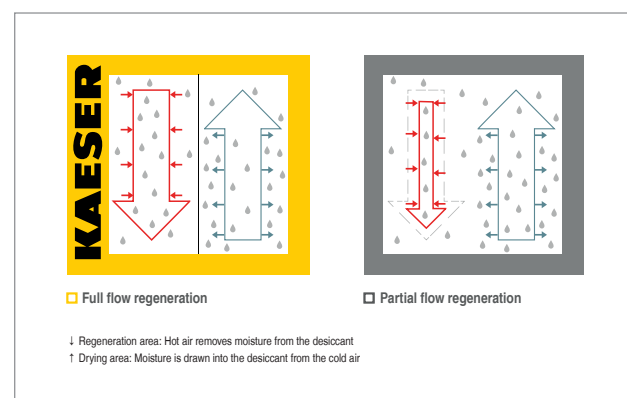 KAESER
Full flow regeneration
Partial flow regeneration
↓ Regeneration area: Hot air removes moisture from the desiccant
↑ Drying area: Moisture is drawn into the desiccant from the cold air